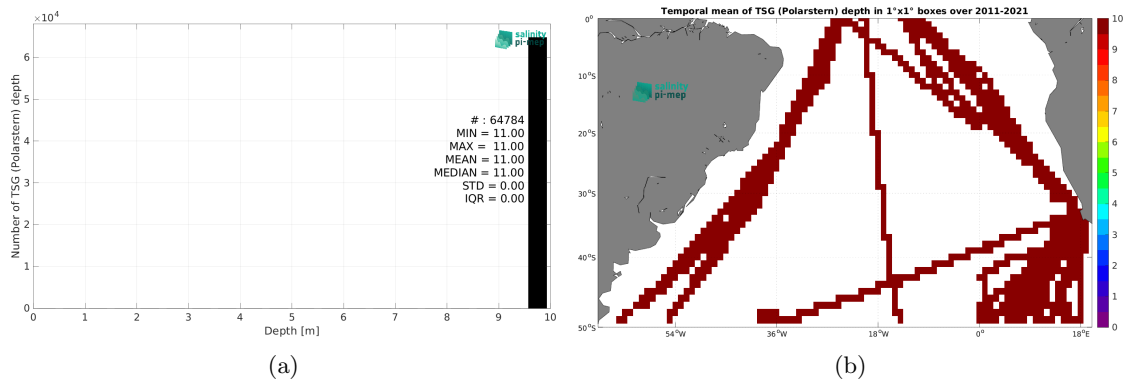 ×10⁴
6
5
4
3
2
1
0
Number of TSG (Polarstern) depth
salinity
pi-mep
# : 64784
MIN = 11.00
MAX = 11.00
MEAN = 11.00
MEDIAN = 11.00
STD = 0.00
IQR = 0.00
0 1 2 3 4 5 6 7 8 9 10
Depth [m]
(a)
Temporal mean of TSG (Polarstern) depth in 1°x1° boxes over 2011-2021
0°
10°S
20°S
30°S
40°S
50°S
salinity
pi-mep
54°W 36°W 18°W 0° 18°E
10
9
8
7
6
5
4
3
2
1
0
(b)